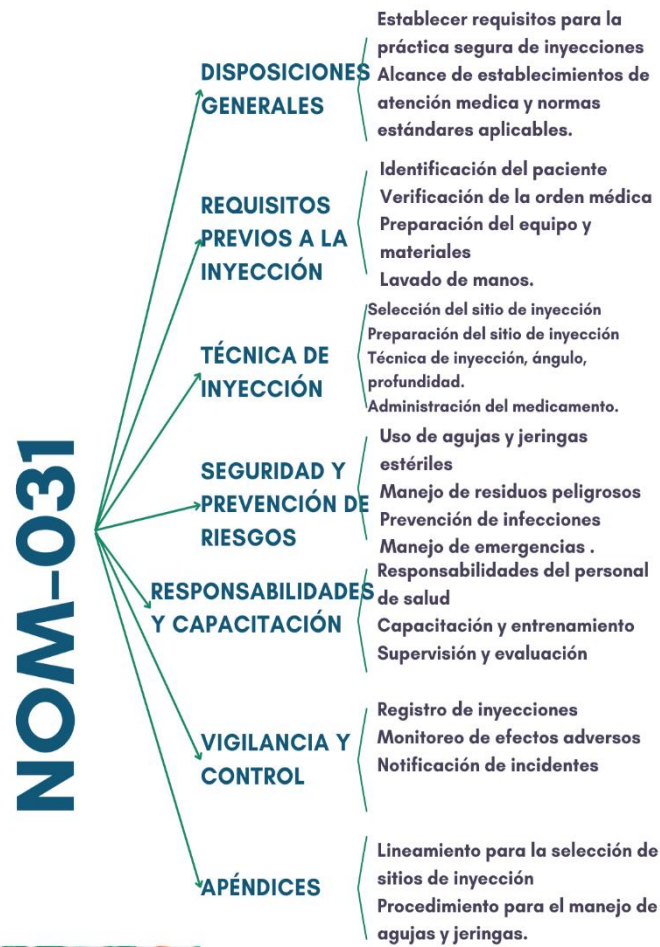 NOM-031
DISPOSICIONES
GENERALES
Establecer requisitos para la
práctica segura de inyecciones
Alcance de establecimientos de
atención medica y normas
estándares aplicables.
REQUISITOS
PREVIOS A LA
INYECCIÓN
Identificación del paciente
Verificación de la orden médica
Preparación del equipo y
materiales
Lavado de manos.
TÉCNICA DE
INYECCIÓN
Selección del sitio de inyección
Preparación del sitio de inyección
Técnica de inyección, ángulo,
profundidad.
Administración del medicamento.
SEGURIDAD Y
PREVENCIÓN DE
RIESGOS
Uso de agujas y jeringas
estériles
Manejo de residuos peligrosos
Prevención de infecciones
Manejo de emergencias .
RESPONSABILIDADES
Y CAPACITACIÓN
Responsabilidades del personal
de salud
Capacitación y entrenamiento
Supervisión y evaluación
VIGILANCIA Y
CONTROL
Registro de inyecciones
Monitoreo de efectos adversos
Notificación de incidentes
APÉNDICES
Lineamiento para la selección de
sitios de inyección
Procedimiento para el manejo de
agujas y jeringas.